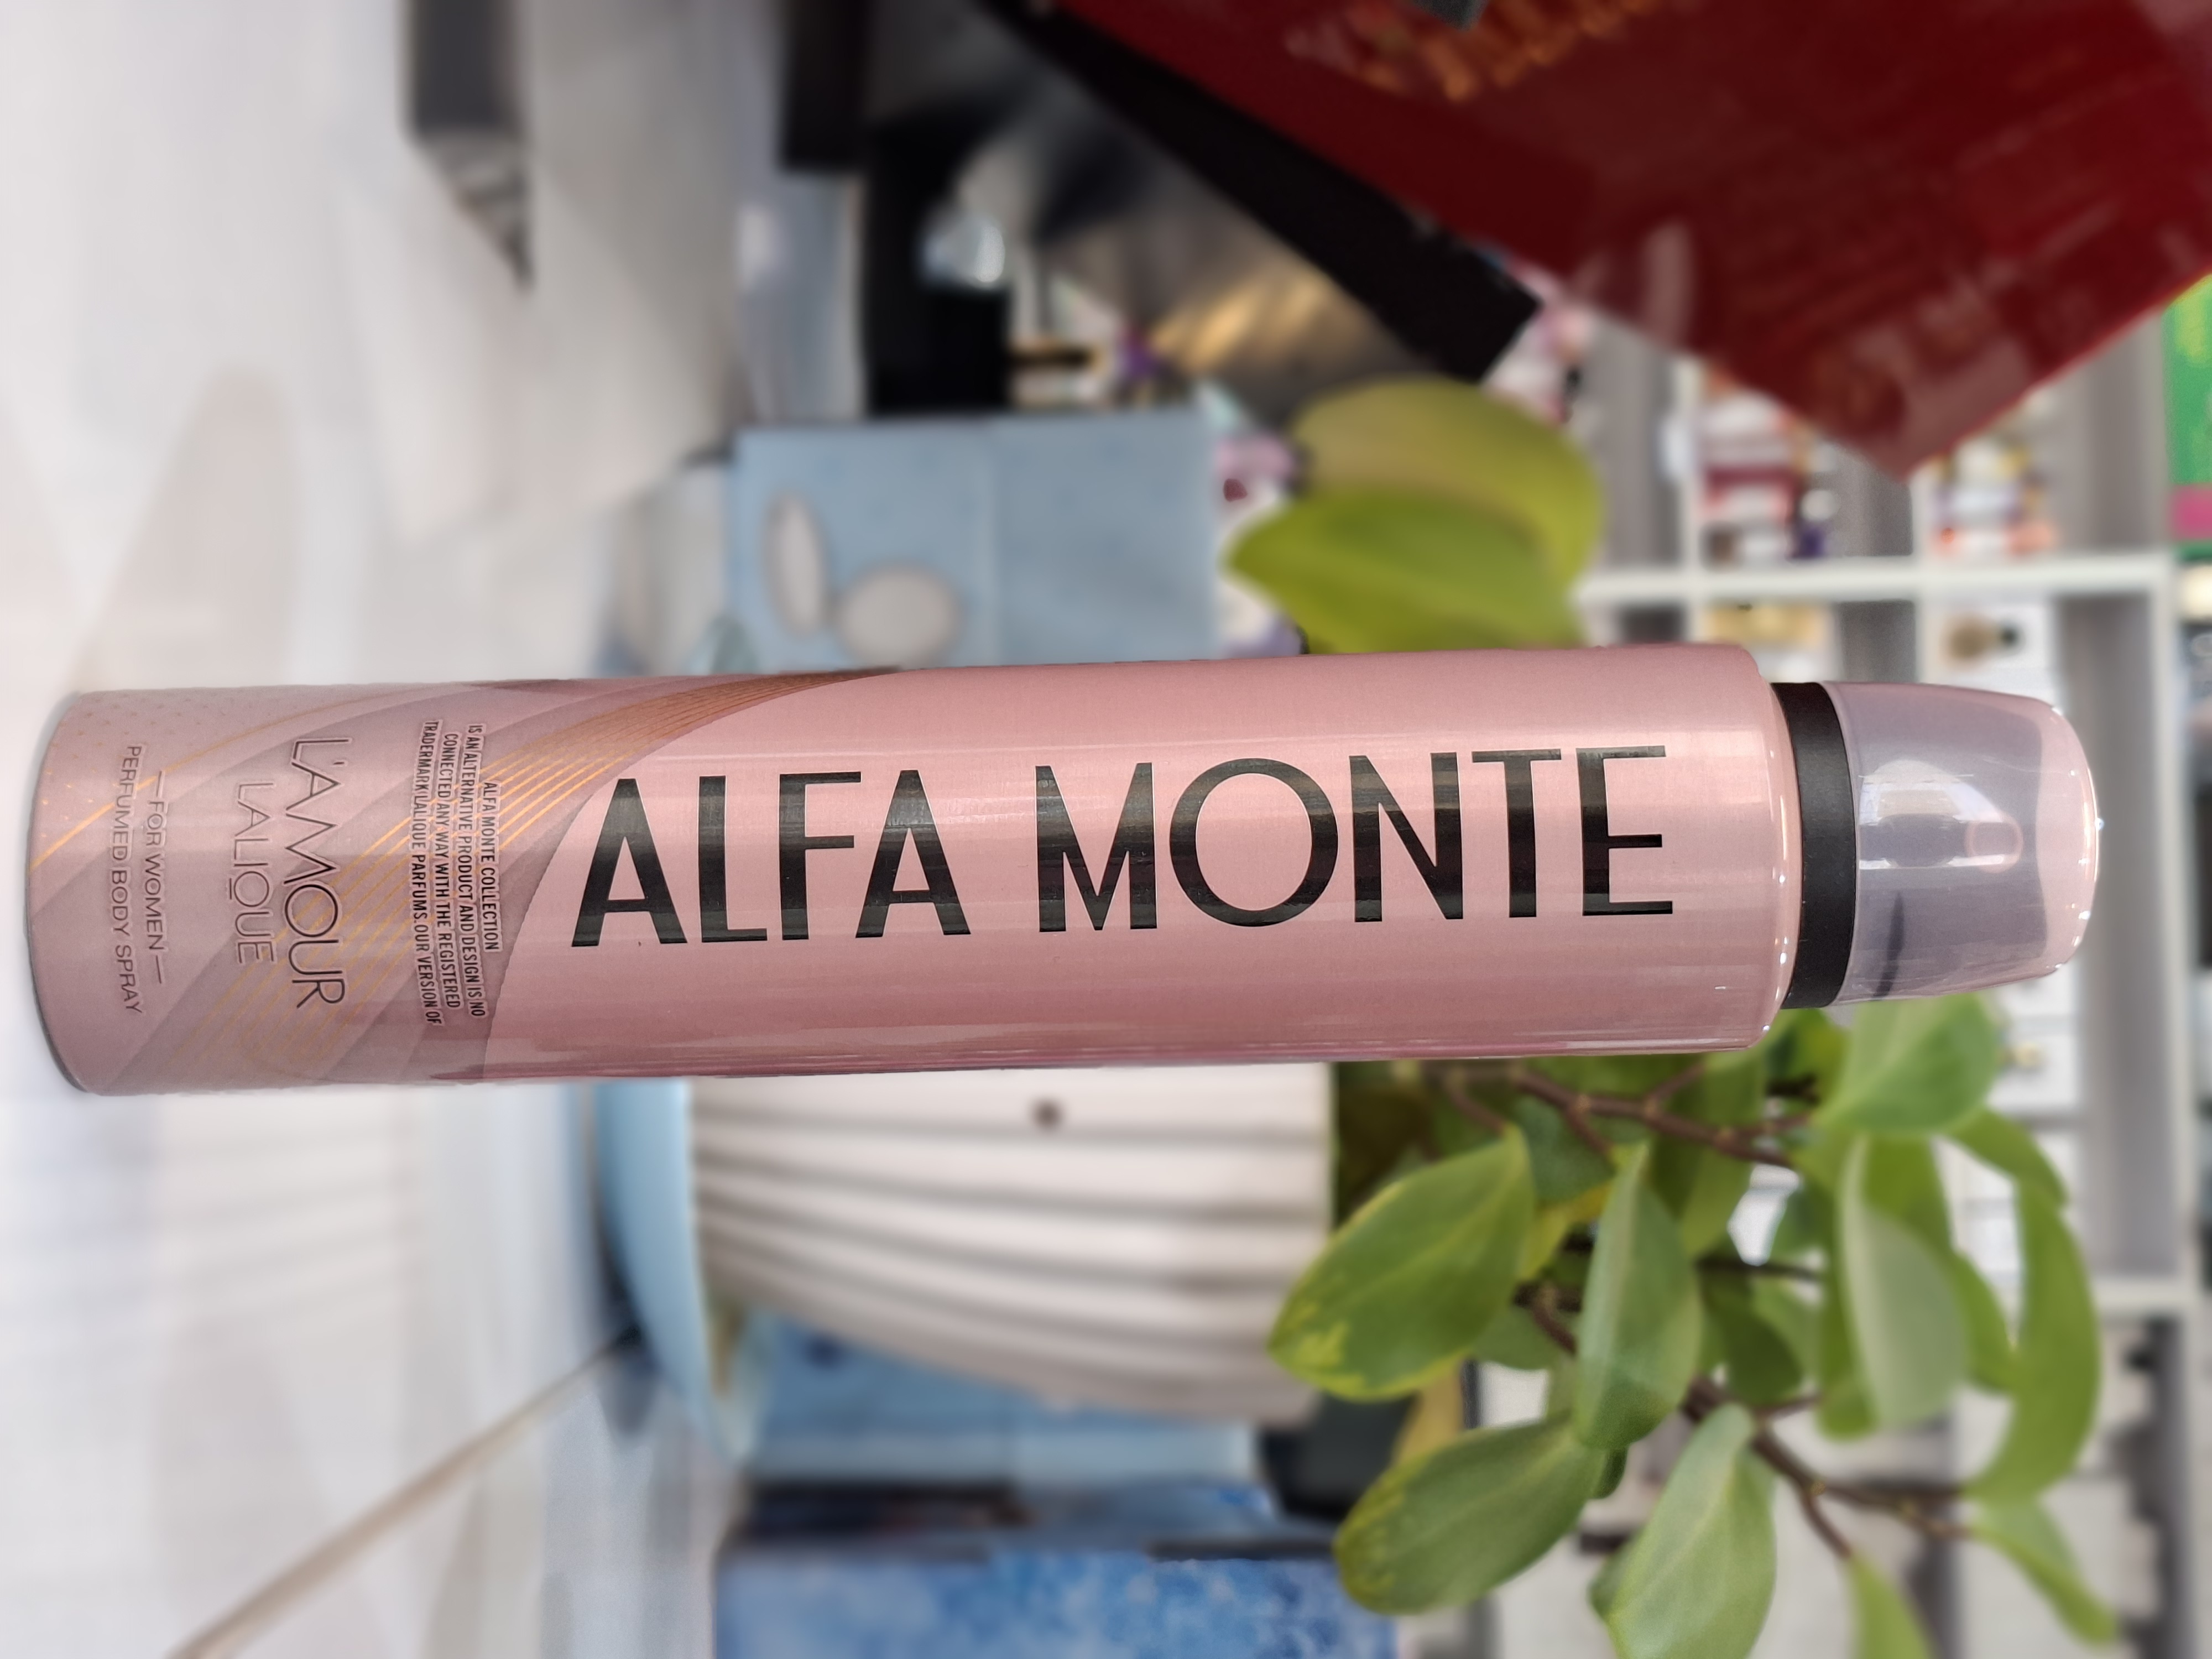 ALFA MONTE
ALFA MONTE COLLECTION
IS AN ALTERNATIVE PRODUCT AND DESIGN IS NO
CONNECTED ANY WAY WITH THE REGISTERED
TRADERMARK LALIQUE PARFUMS.OUR VERSION OF
L'AMOUR
LALIQUE
—FOR WOMEN—
PERFUMED BODY SPRAY